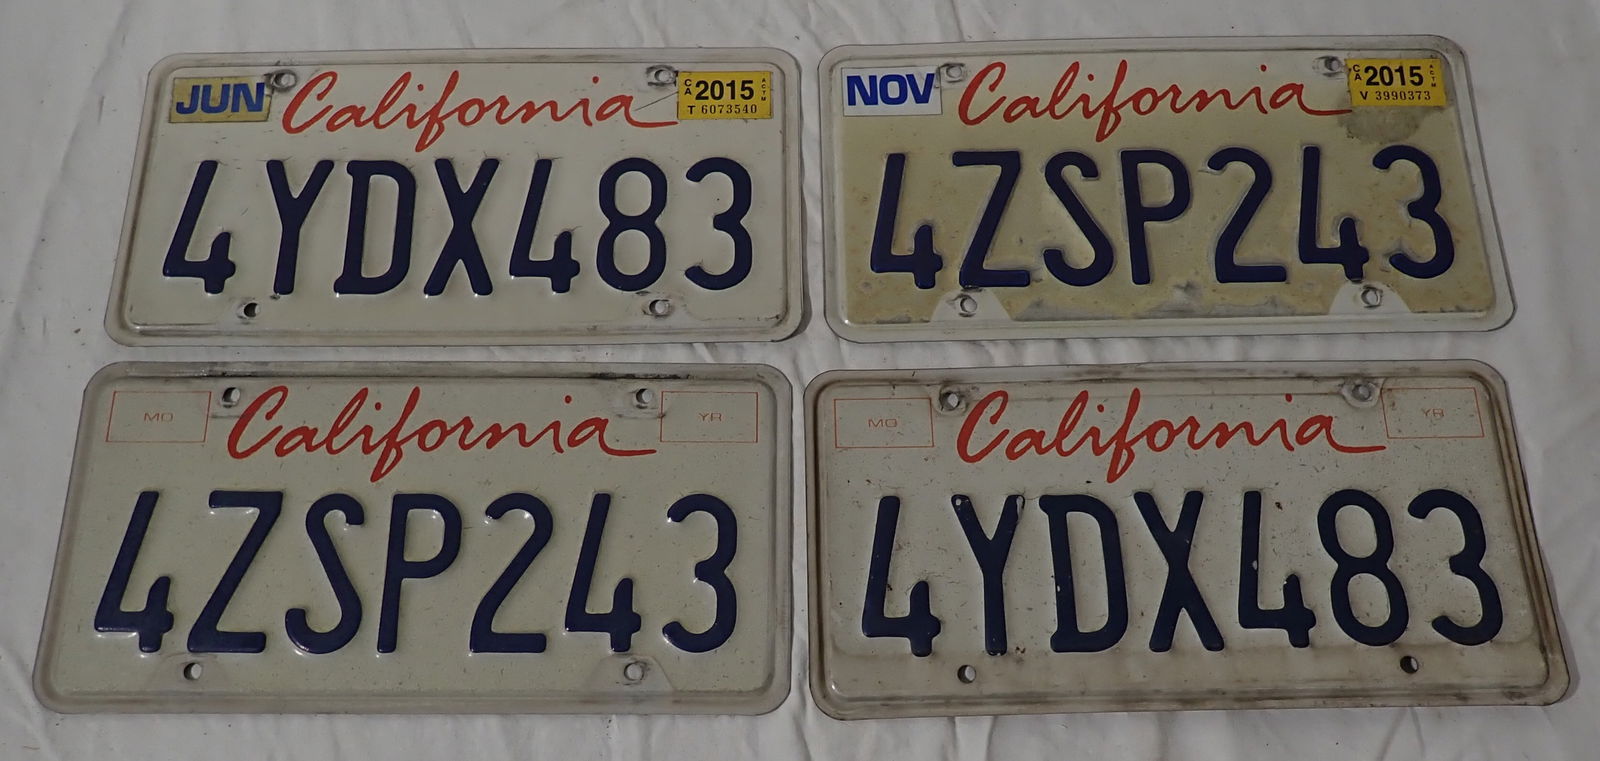 JUN California CA 2015 ACTM
T 6073540
4YDX483
NOV California CA 2015 ACTM
V 3990373
4ZSP243
MO California YR
4ZSP243
MO California YR
4YDX483